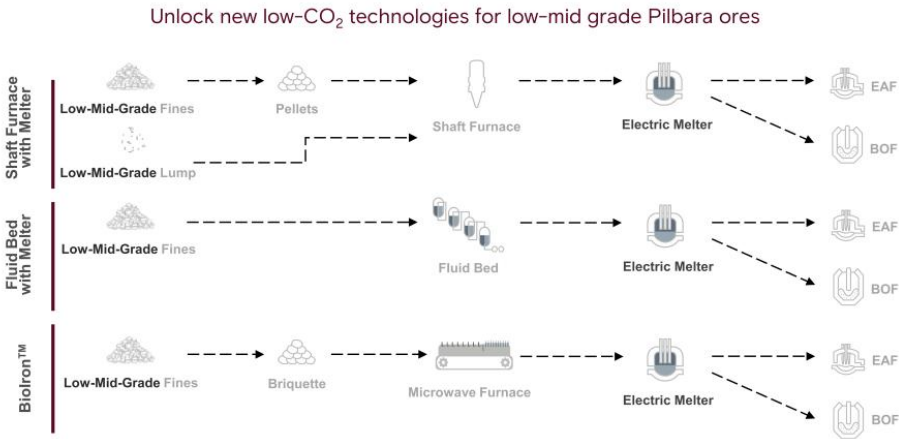 Unlock new low-CO₂ technologies for low-mid grade Pilbara ores
Shaft Furnace
with Melter
Low-Mid-Grade Fines
Pellets
Low-Mid-Grade Lump
Shaft Furnace
Electric Melter
EAF
BOF
Fluid Bed
with Melter
Low-Mid-Grade Fines
Fluid Bed
Electric Melter
EAF
BOF
BioIron™
Low-Mid-Grade Fines
Briquette
Microwave Furnace
Electric Melter
EAF
BOF